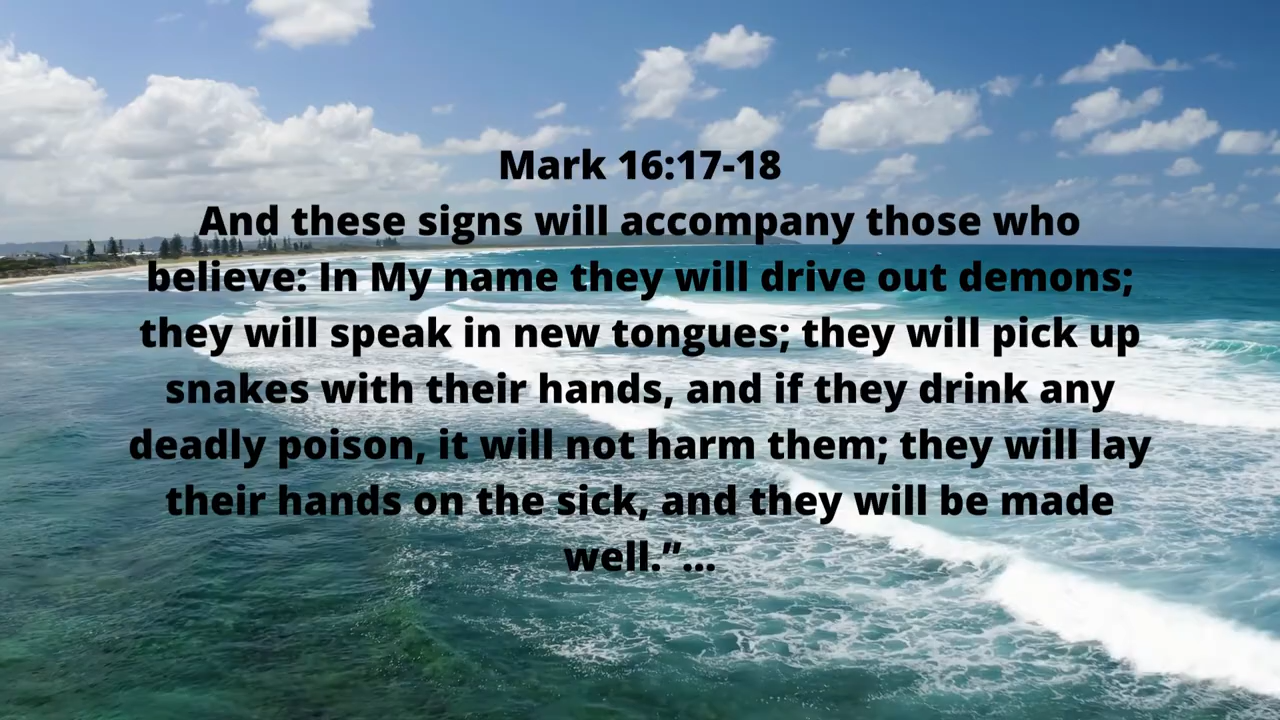 Mark 16:17-18
And these signs will accompany those who
believe: In My name they will drive out demons;
they will speak in new tongues; they will pick up
snakes with their hands, and if they drink any
deadly poison, it will not harm them; they will lay
their hands on the sick, and they will be made
well.”...